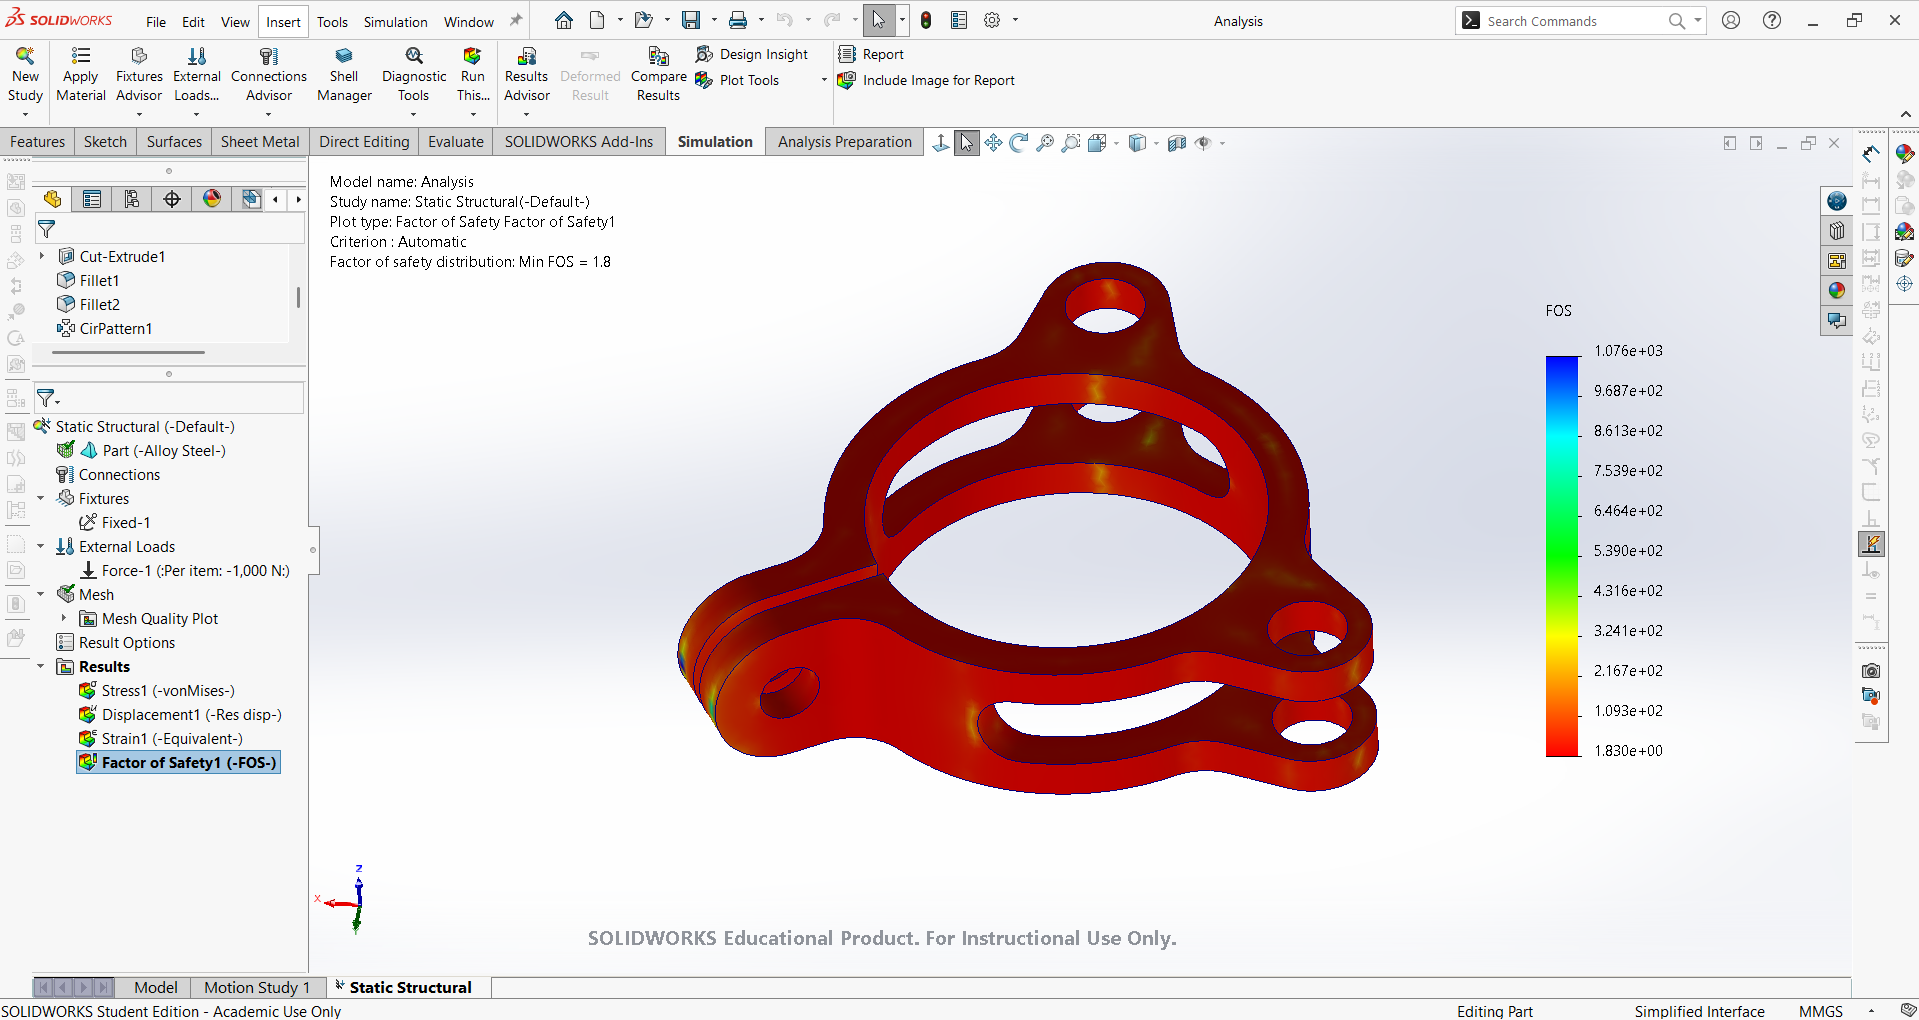 SOLIDWORKS
File Edit View Insert Tools Simulation Window
Analysis
Search Commands
New Study
Apply Material
Fixtures Advisor
External Loads...
Connections Advisor
Shell Manager
Diagnostic Tools
Run This...
Results Advisor
Deformed Result
Compare Results
Design Insight
Plot Tools
Report
Include Image for Report
Features Sketch Surfaces Sheet Metal Direct Editing Evaluate SOLIDWORKS Add-Ins Simulation Analysis Preparation
Cut-Extrude1
Fillet1
Fillet2
CirPattern1
Static Structural (-Default-)
Part (-Alloy Steel-)
Connections
Fixtures
Fixed-1
External Loads
Force-1 (:Per item: -1,000 N:)
Mesh
Mesh Quality Plot
Result Options
Results
Stress1 (-vonMises-)
Displacement1 (-Res disp-)
Strain1 (-Equivalent-)
Factor of Safety1 (-FOS-)
Model name: Analysis
Study name: Static Structural(-Default-)
Plot type: Factor of Safety Factor of Safety1
Criterion : Automatic
Factor of safety distribution: Min FOS = 1.8
FOS
1.076e+03
9.687e+02
8.613e+02
7.539e+02
6.464e+02
5.390e+02
4.316e+02
3.241e+02
2.167e+02
1.093e+02
1.830e+00
Z
X
SOLIDWORKS Educational Product. For Instructional Use Only.
Model Motion Study 1 Static Structural
SOLIDWORKS Student Edition - Academic Use Only
Editing Part Simplified Interface MMGS